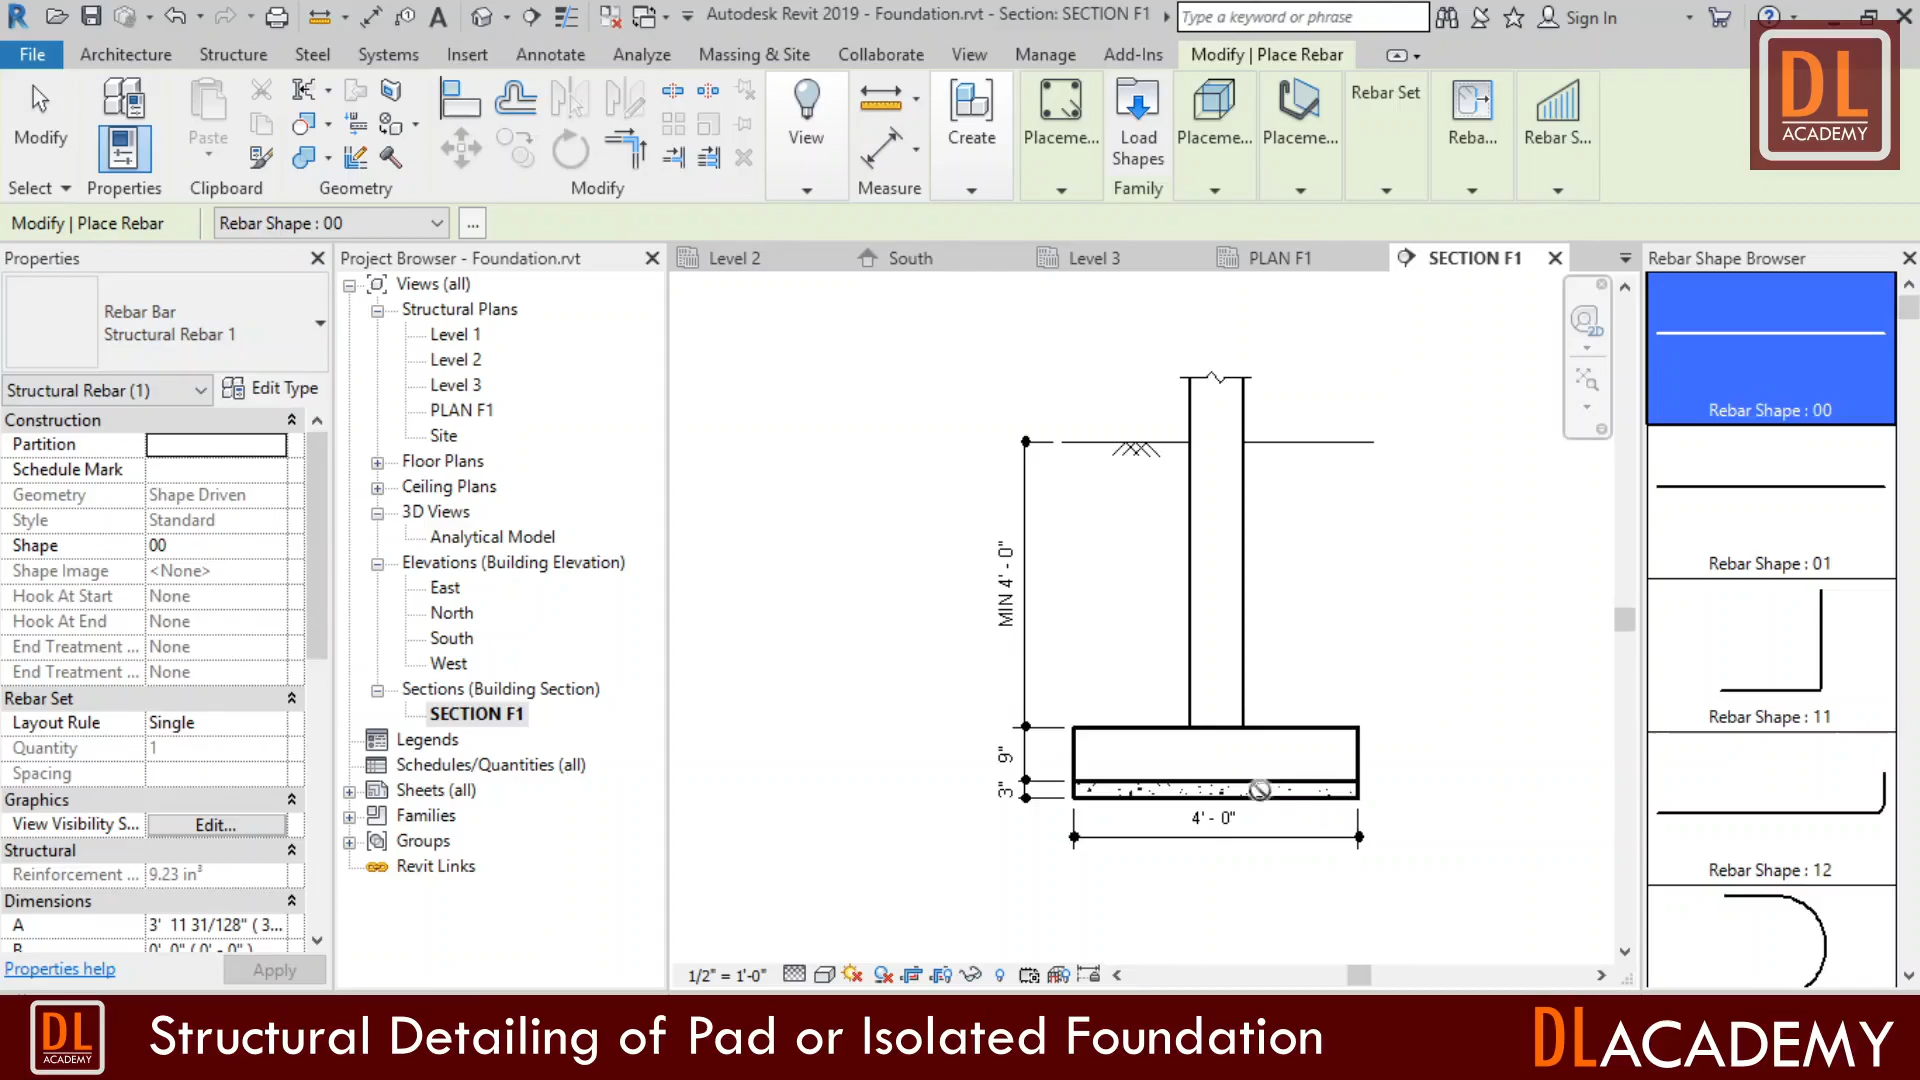 Autodesk Revit 2019 - Foundation.rvt - Section: SECTION F1
Type a keyword or phrase
Sign In
File Architecture Structure Steel Systems Insert Annotate Analyze Massing & Site Collaborate View Manage Add-Ins Modify | Place Rebar
Modify
Paste
View
Create
Placeme...
Load
Shapes
Placeme...
Placeme...
Rebar Set
Reba...
Rebar S...
Select
Properties
Clipboard
Geometry
Modify
Measure
Family
DL
ACADEMY
Modify | Place Rebar
Rebar Shape : 00
...
Properties
Rebar Bar
Structural Rebar 1
Structural Rebar (1)
Edit Type
Construction
Partition
Schedule Mark
Geometry Shape Driven
Style Standard
Shape 00
Shape Image <None>
Hook At Start None
Hook At End None
End Treatment ... None
End Treatment ... None
Rebar Set
Layout Rule Single
Quantity 1
Spacing
Graphics
View Visibility S... Edit...
Structural
Reinforcement ... 9.23 in³
Dimensions
A 3' 11 31/128" ( 3...
B 0' 0" ( 0' - 0" )
Properties help
Apply
Project Browser - Foundation.rvt
Views (all)
Structural Plans
Level 1
Level 2
Level 3
PLAN F1
Site
Floor Plans
Ceiling Plans
3D Views
Analytical Model
Elevations (Building Elevation)
East
North
South
West
Sections (Building Section)
SECTION F1
Legends
Schedules/Quantities (all)
Sheets (all)
Families
Groups
Revit Links
Level 2
South
Level 3
PLAN F1
SECTION F1
2D
MIN 4' - 0"
9"
3"
4' - 0"
1/2" = 1'-0"
Rebar Shape Browser
Rebar Shape : 00
Rebar Shape : 01
Rebar Shape : 11
Rebar Shape : 12
DL
ACADEMY
Structural Detailing of Pad or Isolated Foundation
DLACADEMY